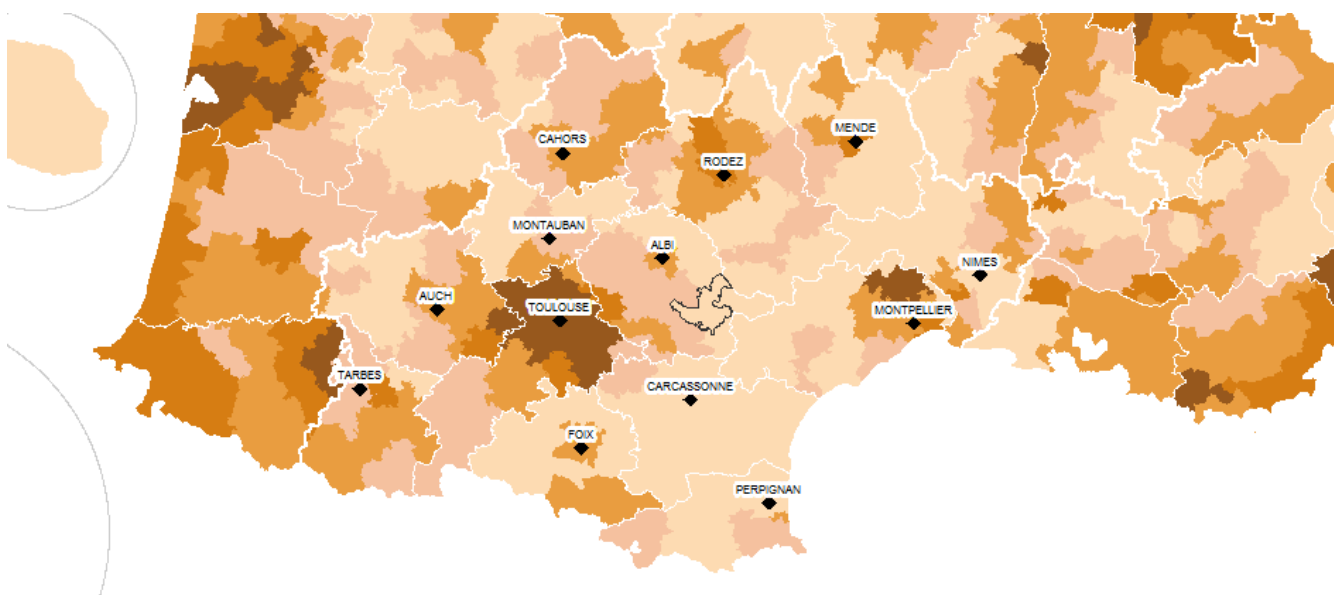 MENDE
CAHORS
RODEZ
MONTAUBAN
ALBI
NIMES
AUCH
TOULOUSE
MONTPELLIER
TARBES
CARCASSONNE
FOIX
PERPIGNAN